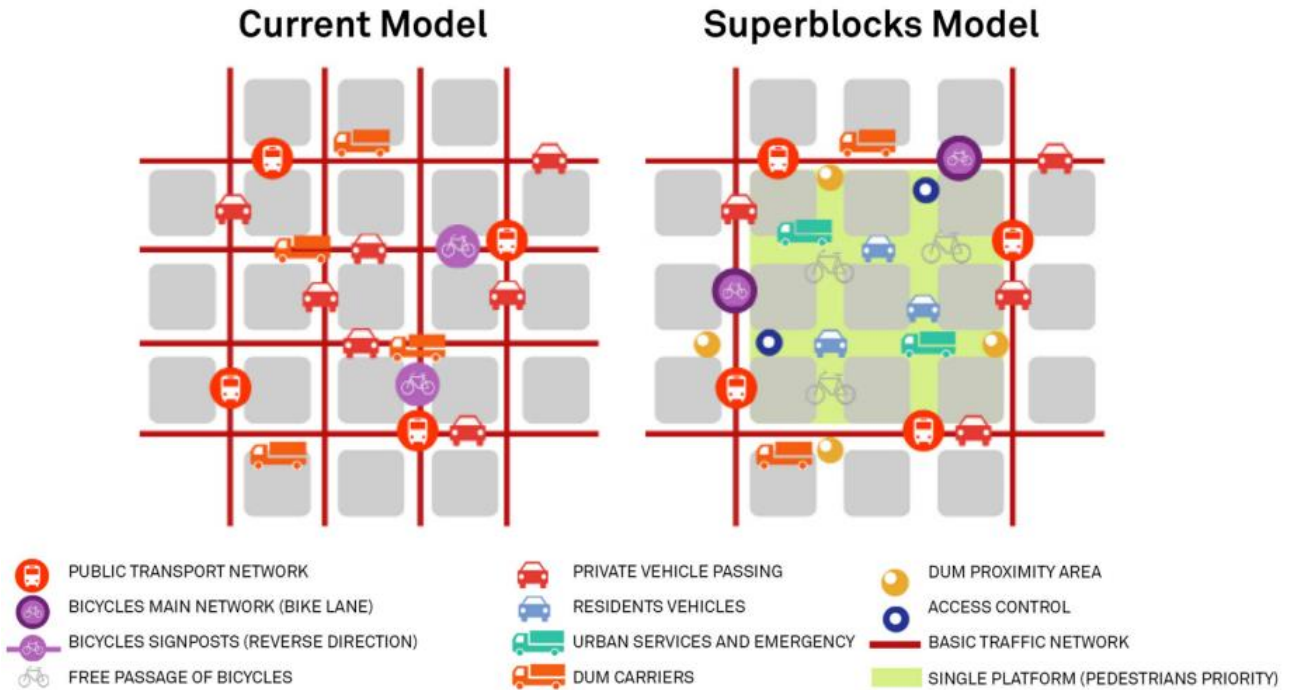 Current Model
Superblocks Model
PUBLIC TRANSPORT NETWORK
BICYCLES MAIN NETWORK (BIKE LANE)
BICYCLES SIGNPOSTS (REVERSE DIRECTION)
FREE PASSAGE OF BICYCLES
PRIVATE VEHICLE PASSING
RESIDENTS VEHICLES
URBAN SERVICES AND EMERGENCY
DUM CARRIERS
DUM PROXIMITY AREA
ACCESS CONTROL
BASIC TRAFFIC NETWORK
SINGLE PLATFORM (PEDESTRIANS PRIORITY)